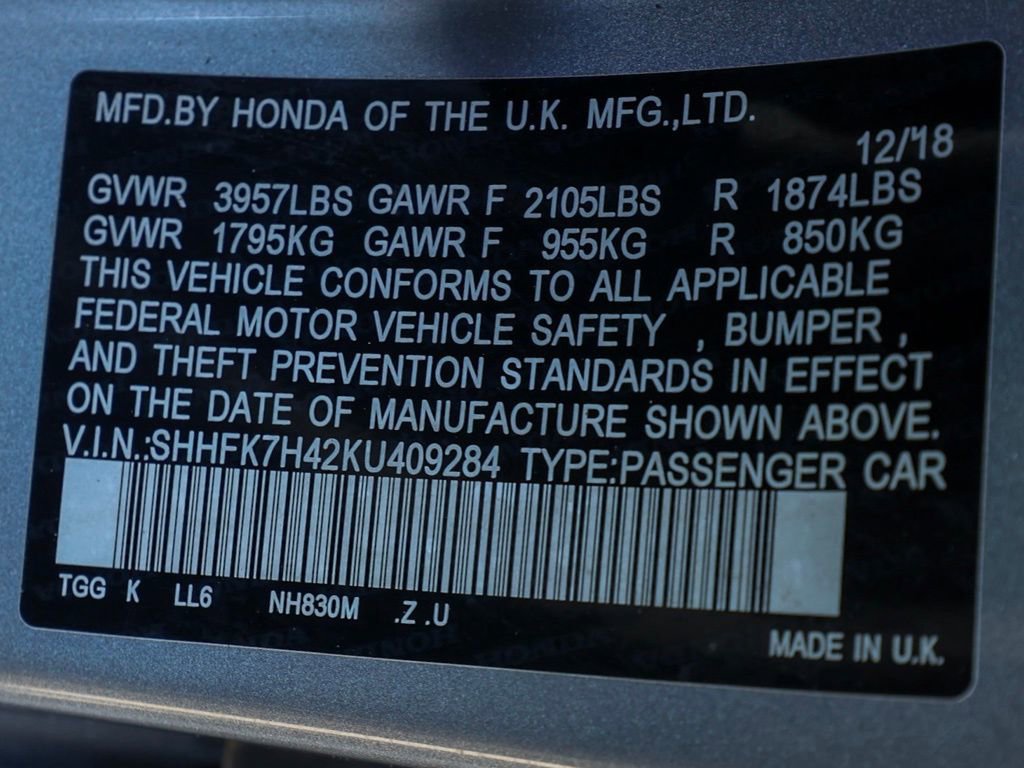 MFD.BY HONDA OF THE U.K. MFG.,LTD.
12/'18
GVWR 3957LBS GAWR F 2105LBS R 1874LBS
GVWR 1795KG GAWR F 955KG R 850KG
THIS VEHICLE CONFORMS TO ALL APPLICABLE
FEDERAL MOTOR VEHICLE SAFETY , BUMPER ,
AND THEFT PREVENTION STANDARDS IN EFFECT
ON THE DATE OF MANUFACTURE SHOWN ABOVE.
V.I.N.:SHHFK7H42KU409284 TYPE:PASSENGER CAR
TGG K LL6 NH830M .Z .U
MADE IN U.K.